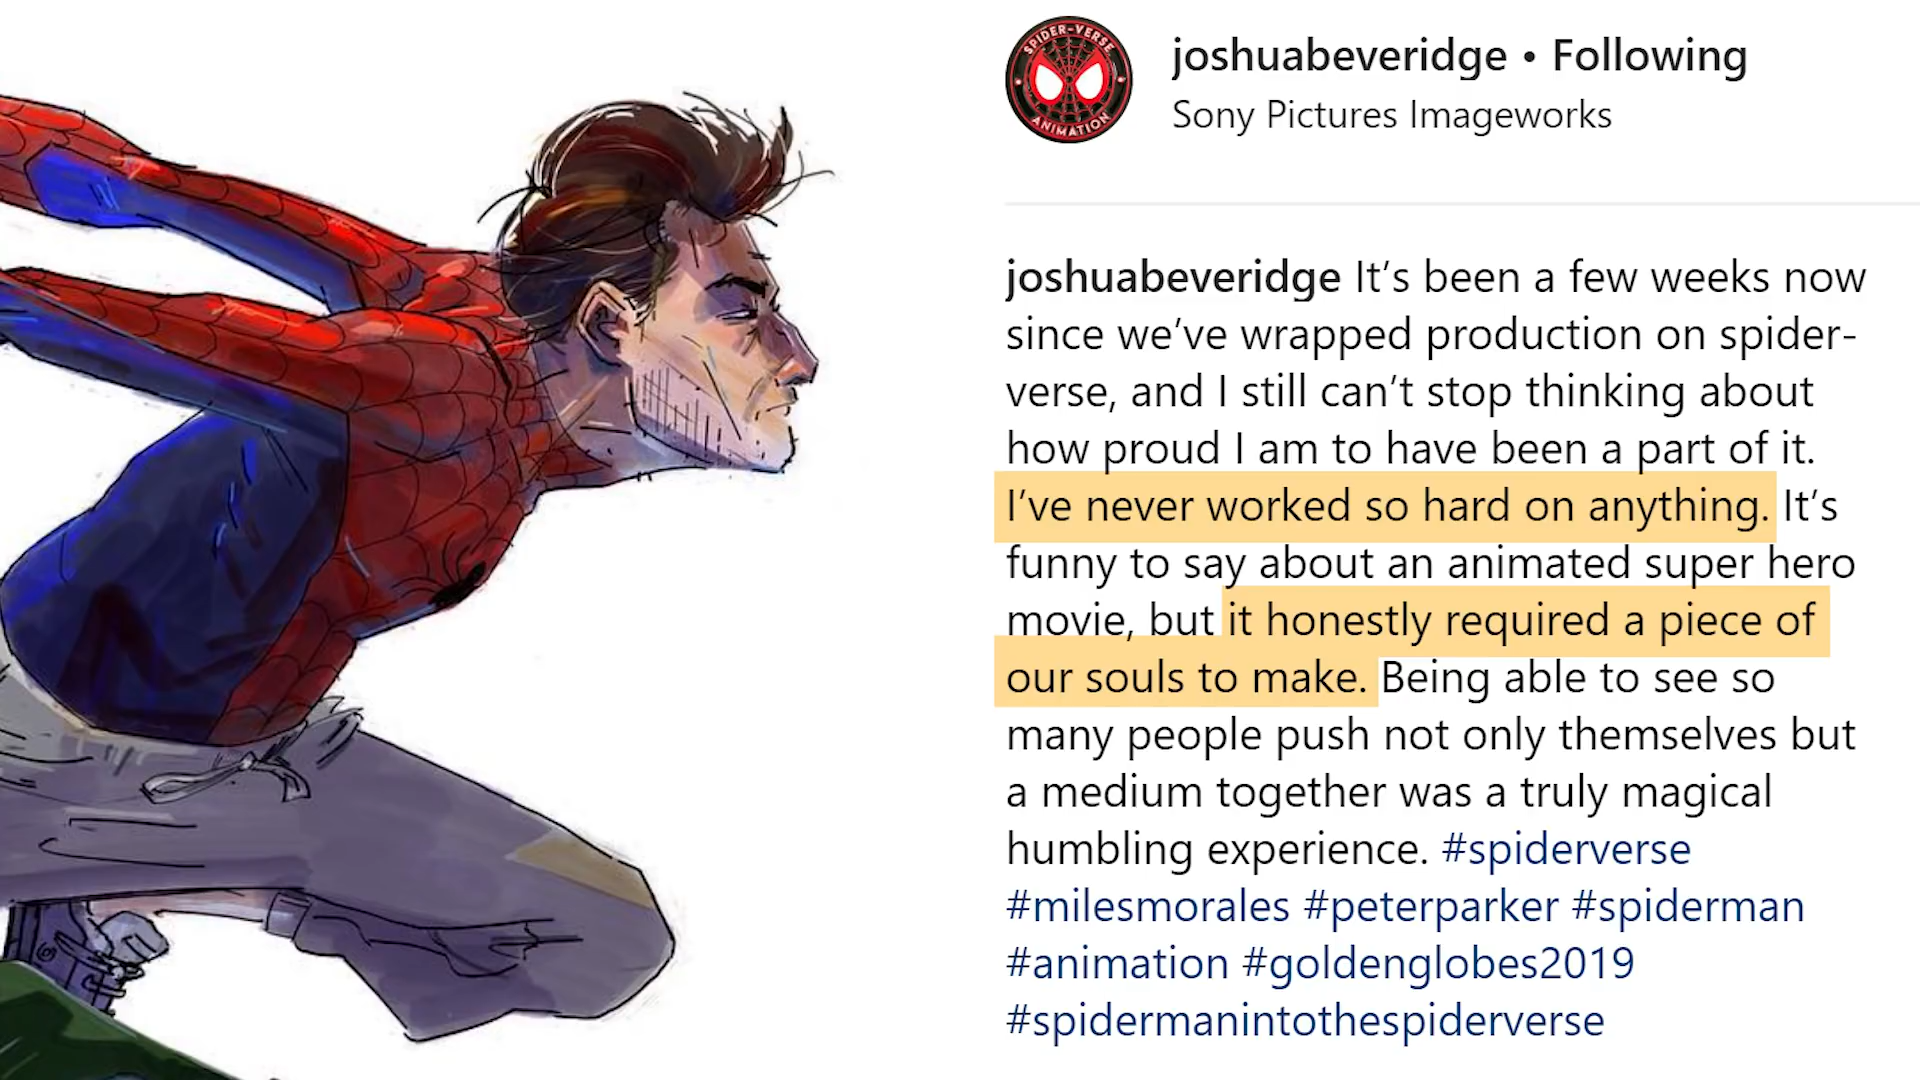 SPIDER-VERSE
ANIMATION
joshuabeveridge • Following
Sony Pictures Imageworks
joshuabeveridge It’s been a few weeks now
since we’ve wrapped production on spider-
verse, and I still can’t stop thinking about
how proud I am to have been a part of it.
I’ve never worked so hard on anything. It’s
funny to say about an animated super hero
movie, but it honestly required a piece of
our souls to make. Being able to see so
many people push not only themselves but
a medium together was a truly magical
humbling experience. #spiderverse
#milesmorales #peterparker #spiderman
#animation #goldenglobes2019
#spidermanintothespiderverse